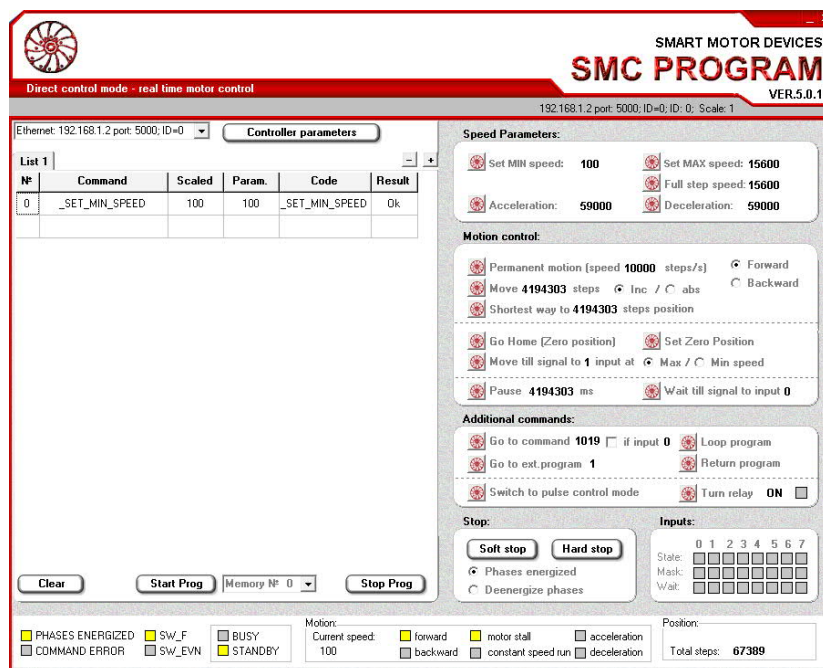 SMART MOTOR DEVICES
SMC PROGRAM
Direct control mode - real time motor control
VER.5.0.1
192.168.1.2 port: 5000; ID=0; ID: 0; Scale: 1
Ethernet: 192.168.1.2 port: 5000; ID=0
Controller parameters
List 1
- +
Nº Command Scaled Param. Code Result
0 _SET_MIN_SPEED 100 100 _SET_MIN_SPEED Ok
Clear Start Prog Memory Nº 0 Stop Prog
Speed Parameters:
Set MIN speed: 100 Set MAX speed: 15600
Full step speed: 15600
Acceleration: 59000 Deceleration: 59000
Motion control:
Permanent motion (speed 10000 steps/s) Forward
Move 4194303 steps Inc / abs Backward
Shortest way to 4194303 steps position
Go Home (Zero position) Set Zero Position
Move till signal to 1 input at Max / Min speed
Pause 4194303 ms Wait till signal to input 0
Additional commands:
Go to command 1019 if input 0 Loop program
Go to ext.program 1 Return program
Switch to pulse control mode Turn relay ON
Stop:
Soft stop Hard stop
Phases energized
Deenergize phases
Inputs:
0 1 2 3 4 5 6 7
State:
Mask:
Wait:
PHASES ENERGIZED SW_F BUSY
COMMAND ERROR SW_EVN STANDBY
Motion:
Current speed: forward motor stall acceleration
100 backward constant speed run deceleration
Position:
Total steps: 67389